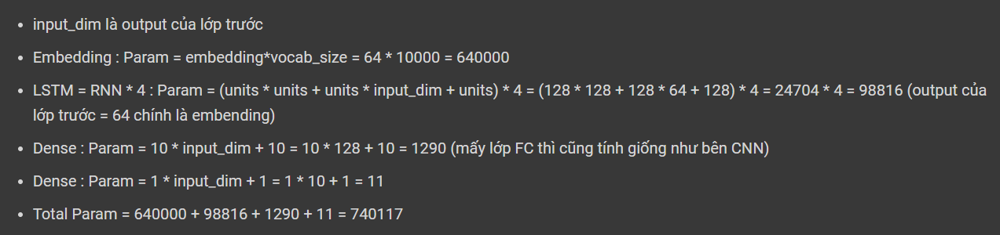 • input_dim là output của lớp trước
• Embedding : Param = embedding*vocab_size = 64 * 10000 = 640000
• LSTM = RNN * 4 : Param = (units * units + units * input_dim + units) * 4 = (128 * 128 + 128 * 64 + 128) * 4 = 24704 * 4 = 98816 (output của
lớp trước = 64 chính là embending)
• Dense : Param = 10 * input_dim + 10 = 10 * 128 + 10 = 1290 (mấy lớp FC thì cũng tính giống như bên CNN)
• Dense : Param = 1 * input_dim + 1 = 1 * 10 + 1 = 11
• Total Param = 640000 + 98816 + 1290 + 11 = 740117